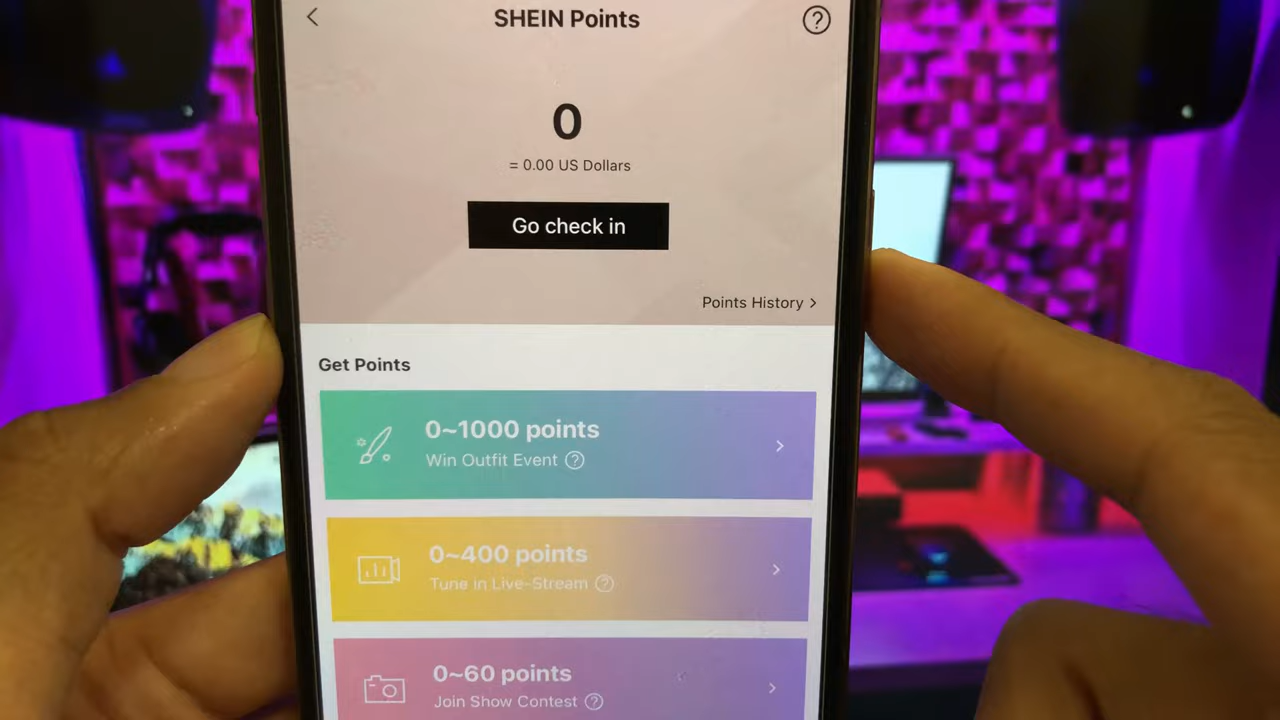 SHEIN Points
0
= 0.00 US Dollars
Go check in
Points History >
Get Points
0~1000 points
Win Outfit Event
0~400 points
Tune in Live-Stream
0~60 points
Join Show Contest